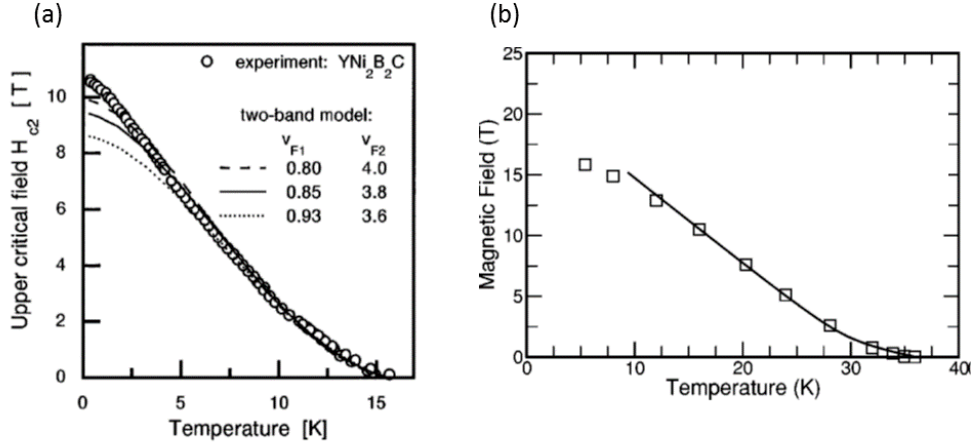 (a)
experiment: YNi2B2C
two-band model:
vF1 vF2
0.80 4.0
0.85 3.8
0.93 3.6
Upper critical field Hc2 [ T ]
10
8
6
4
2
0
0 5 10 15
Temperature [K]
(b)
Magnetic Field (T)
25
20
15
10
5
0
0 10 20 30 40
Temperature (K)